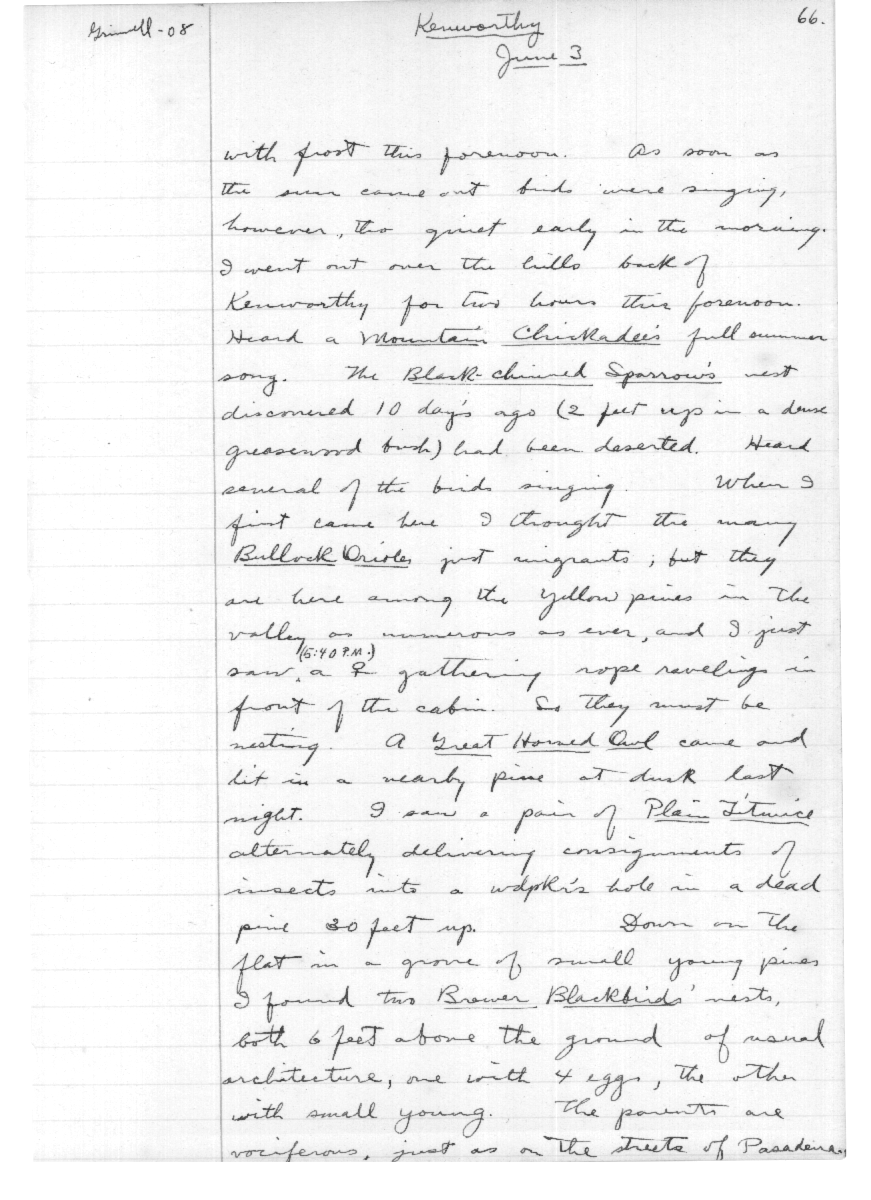 Grinnell-08
Kenworthy
66.
June 3
with frost this forenoon. As soon as
the sun came out birds were singing,
however, tho quiet early in the morning.
I went out over the hills back of
Kenworthy for two hours this forenoon.
Heard a Mountain Chickadee's full summer
song. The Black-chinned Sparrow's nest
discovered 10 day's ago (2 feet up in a dense
greasewood bush) had been deserted. Heard
several of the birds singing. When I
first came here I thought the many
Bullock Orioles just migrants; but they
are here among the yellow pines in the
valley as numerous as ever, and I just
(5:40 P.M.)
saw a ♀ gathering rope ravelings in
front of the cabin. So they must be
nesting. A Great Horned Owl came and
lit in a nearby pine at dusk last
night. I saw a pair of Plain Titmice
alternately delivering consignments of
insects into a wdpkr's hole in a dead
pine 30 feet up. Down on the
flat in a grove of small young pines
I found two Brewer Blackbirds' nests,
both 6 feet above the ground of usual
architecture, one with 4 eggs, the other
with small young. The parents are
vociferous, just as on the streets of Pasadena.